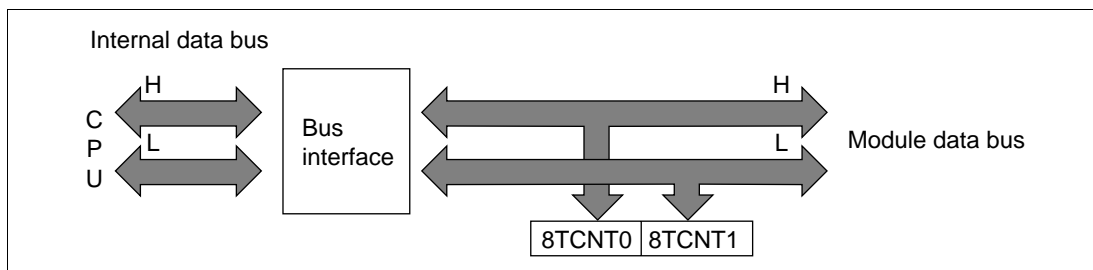 Internal data bus
H
H
C
P
U
L
Bus
interface
L
Module data bus
8TCNT0
8TCNT1